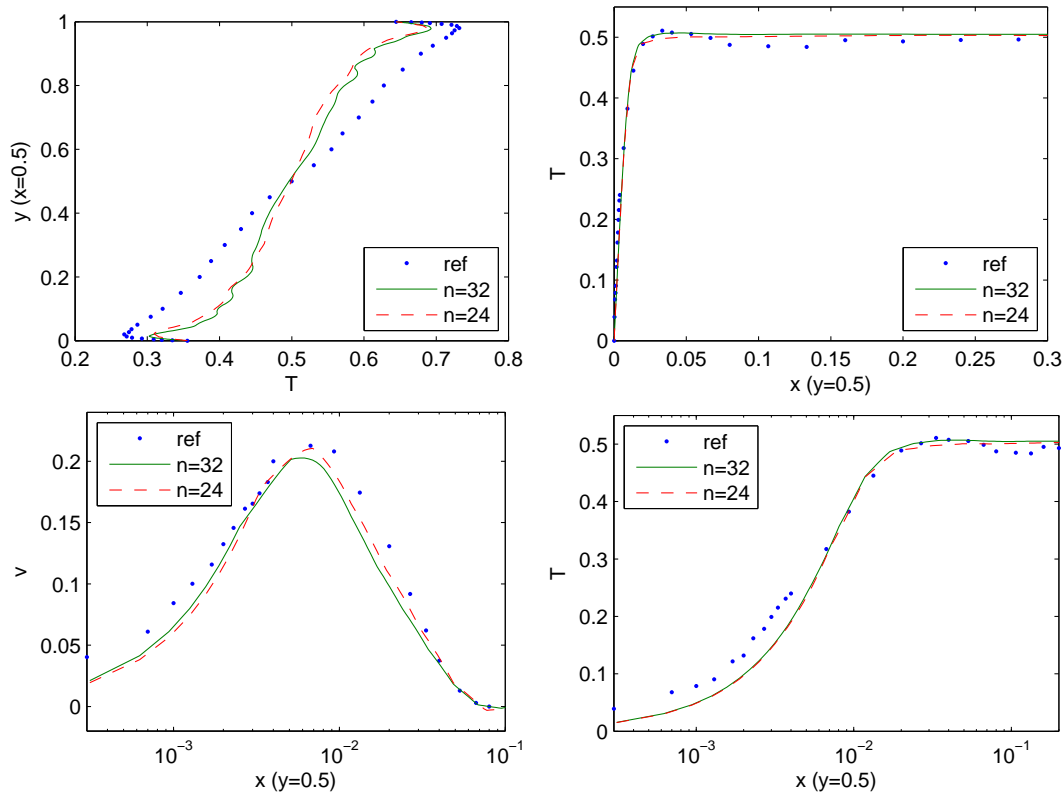 1
0.8
0.6
0.4
0.2
0
0.2 0.3 0.4 0.5 0.6 0.7 0.8
T
y (x=0.5)
ref
n=32
n=24
0.5
0.4
0.3
0.2
0.1
0
0 0.05 0.1 0.15 0.2 0.25 0.3
x (y=0.5)
T
ref
n=32
n=24
0.2
0.15
0.1
0.05
0
10⁻³ 10⁻² 10⁻¹
x (y=0.5)
v
ref
n=32
n=24
0.6
0.5
0.4
0.3
0.2
0.1
0
10⁻³ 10⁻²
x (y=0.5)
T
ref
n=32
n=24